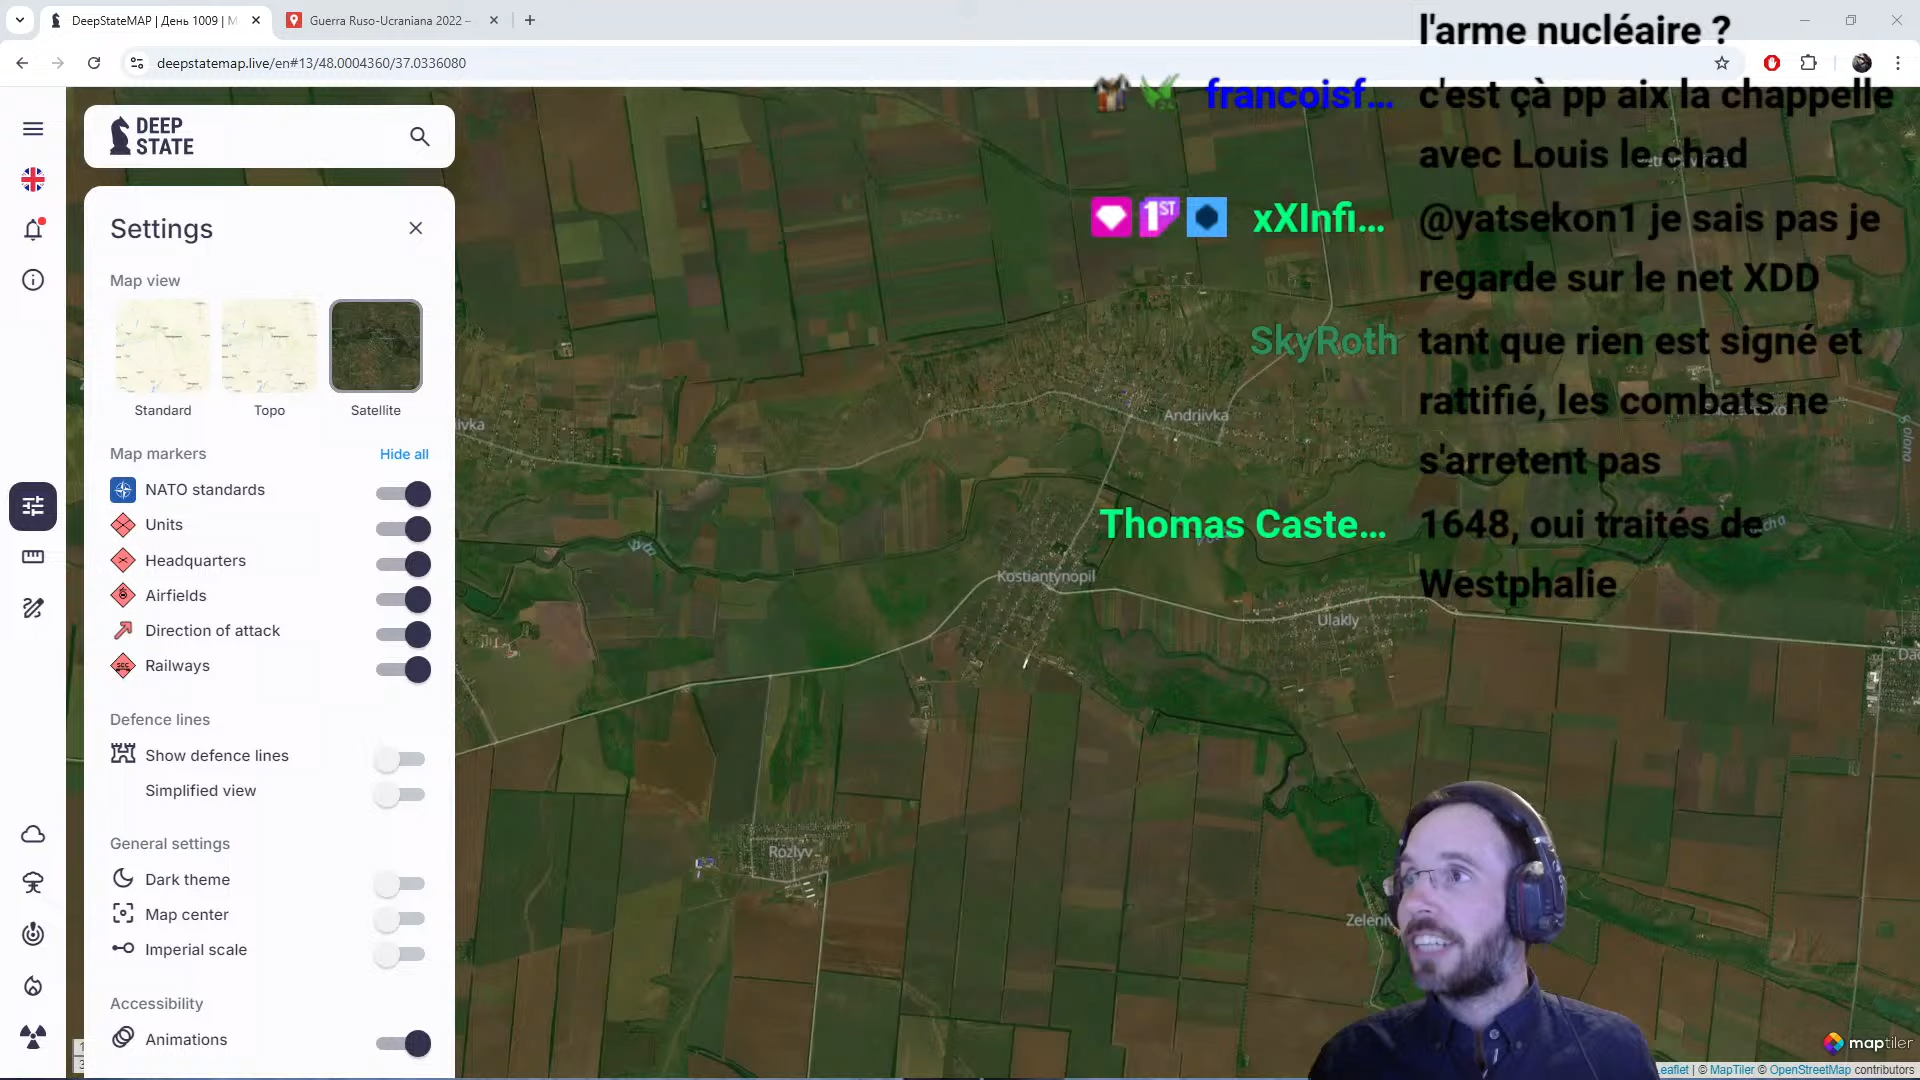 DeepStateMAP | День 1009 | М
Guerra Ruso-Ucraniana 2022 –
deepstatemap.live/en#13/48.0004360/37.0336080
DEEP
STATE
Settings
Map view
Standard
Topo
Satellite
Map markers
Hide all
NATO standards
Units
Headquarters
Airfields
Direction of attack
Railways
Defence lines
Show defence lines
Simplified view
General settings
Dark theme
Map center
Imperial scale
Accessibility
Animations
l'arme nucléaire ?
francoisf... c'est çà pp aix la chappelle
avec Louis le chad
1ST xXInfi... @yatsekon1 je sais pas je
regarde sur le net XDD
SkyRoth tant que rien est signé et
rattifié, les combats ne
s'arretent pas
Thomas Caste... 1648, oui traités de
Westphalie
ivka
Andriivka
Kostiantynopil
Ulakly
Rozlyv
Zeleniv
maptiler
eaflet | © MapTiler © OpenStreetMap contributors